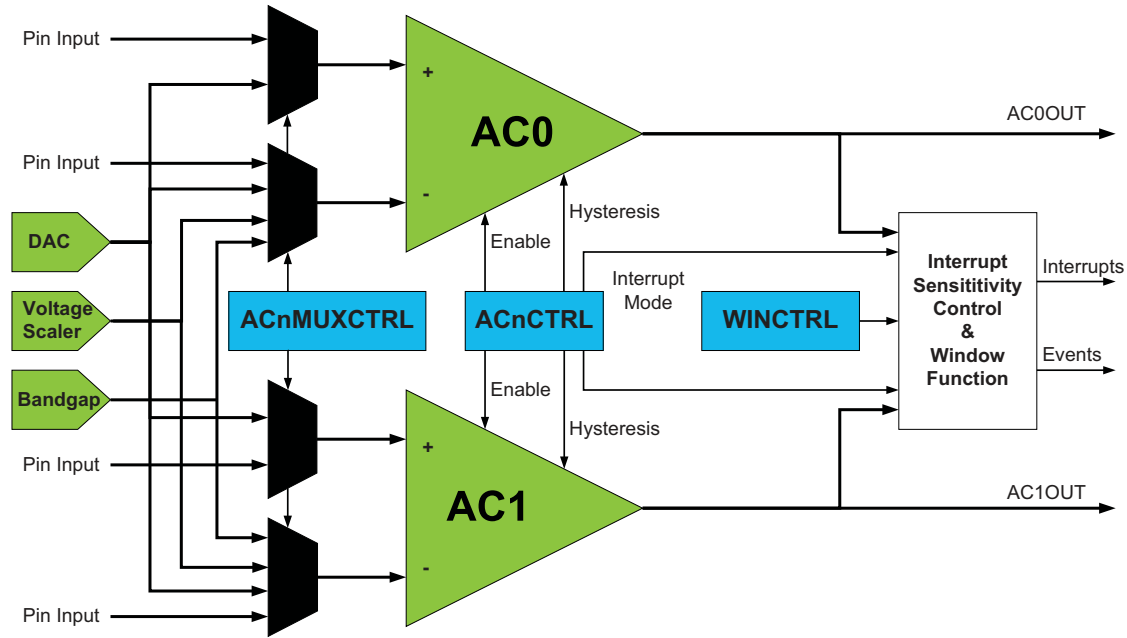 Pin Input
+
AC0
AC0OUT
Pin Input
-
Hysteresis
DAC
Enable
Interrupt
Sensititivity
Control
&
Window
Function
Interrupts
Interrupt
Mode
Voltage
Scaler
ACnMUXCTRL
ACnCTRL
WINCTRL
Events
Bandgap
Enable
Hysteresis
+
Pin Input
AC1
AC1OUT
-
Pin Input